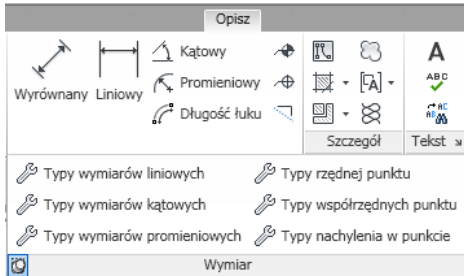 Opisz
Wyrównany
Liniowy
Kątowy
Promieniowy
Długość łuku
A
ABC
Szczegół
Tekst
Typy wymiarów liniowych
Typy rzędnej punktu
Typy wymiarów kątowych
Typy współrzędnych punktu
Typy wymiarów promieniowych
Typy nachylenia w punkcie
Wymiar